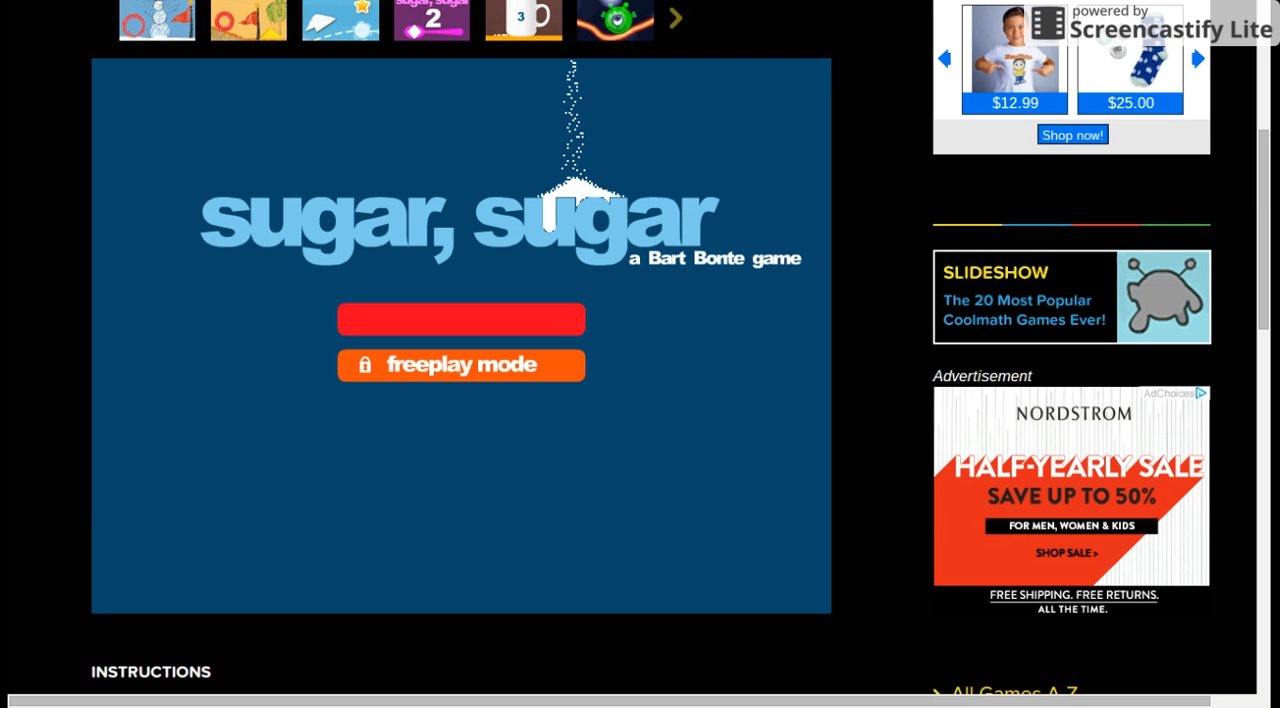 sugar, sugar
2
3
powered by
Screencastify Lite
$12.99
$25.00
Shop now!
sugar, sugar
a Bart Bonte game
freeplay mode
SLIDESHOW
The 20 Most Popular
Coolmath Games Ever!
Advertisement
AdChoices
NORDSTROM
HALF-YEARLY SALE
SAVE UP TO 50%
FOR MEN, WOMEN & KIDS
SHOP SALE >
FREE SHIPPING. FREE RETURNS.
ALL THE TIME.
INSTRUCTIONS
All Games A-Z